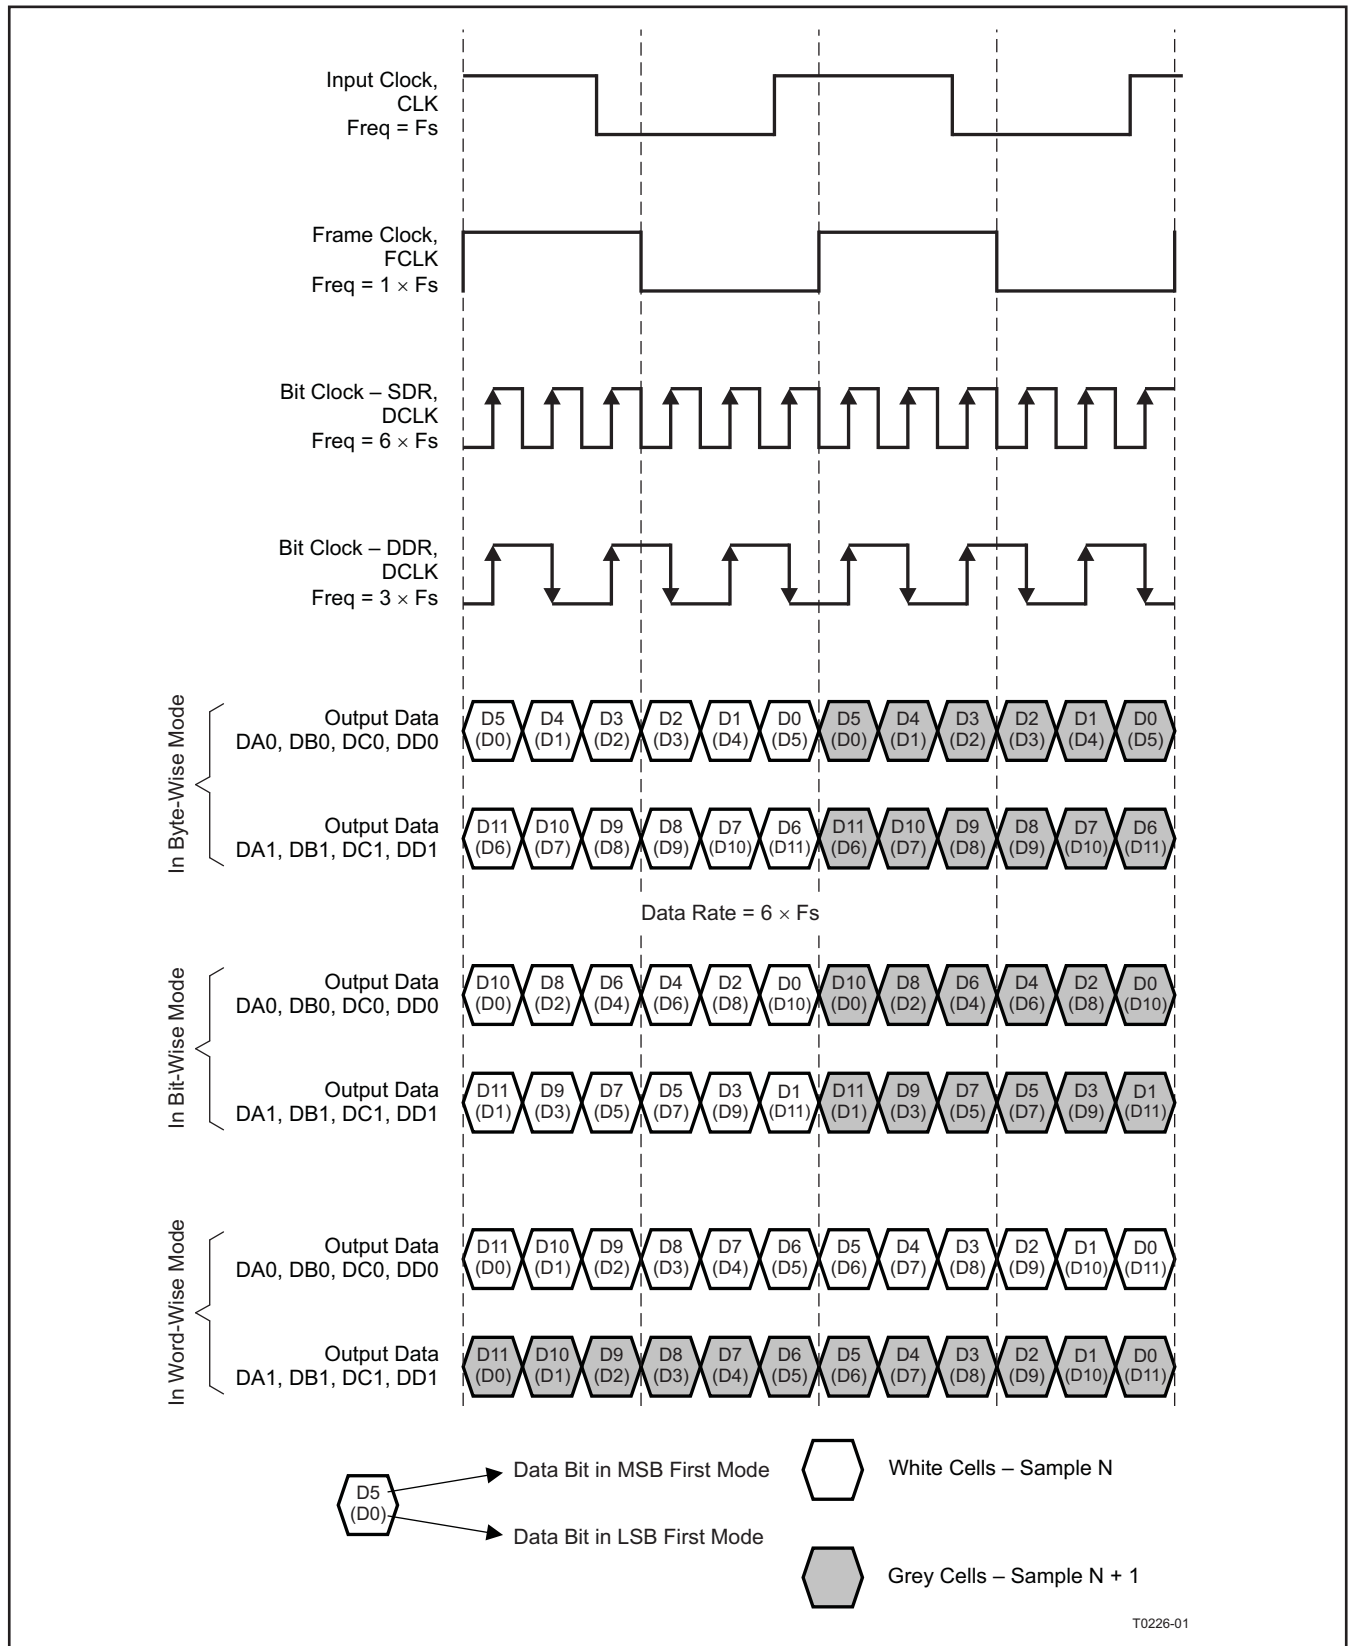 Input Clock,
CLK
Freq = Fs
Frame Clock,
FCLK
Freq = 1 × Fs
Bit Clock – SDR,
DCLK
Freq = 6 × Fs
Bit Clock – DDR,
DCLK
Freq = 3 × Fs
In Byte-Wise Mode
Output Data
DA0, DB0, DC0, DD0
D5 D4 D3 D2 D1 D0 D5 D4 D3 D2 D1 D0
(D0) (D1) (D2) (D3) (D4) (D5) (D0) (D1) (D2) (D3) (D4) (D5)
Output Data
DA1, DB1, DC1, DD1
D11 D10 D9 D8 D7 D6 D11 D10 D9 D8 D7 D6
(D6) (D7) (D8) (D9) (D10) (D11) (D6) (D7) (D8) (D9) (D10) (D11)
Data Rate = 6 × Fs
In Bit-Wise Mode
Output Data
DA0, DB0, DC0, DD0
D10 D8 D6 D4 D2 D0 D10 D8 D6 D4 D2 D0
(D0) (D2) (D4) (D6) (D8) (D10) (D0) (D2) (D4) (D6) (D8) (D10)
Output Data
DA1, DB1, DC1, DD1
D11 D9 D7 D5 D3 D1 D11 D9 D7 D5 D3 D1
(D1) (D3) (D5) (D7) (D9) (D11) (D1) (D3) (D5) (D7) (D9) (D11)
In Word-Wise Mode
Output Data
DA0, DB0, DC0, DD0
D11 D10 D9 D8 D7 D6 D5 D4 D3 D2 D1 D0
(D0) (D1) (D2) (D3) (D4) (D5) (D6) (D7) (D8) (D9) (D10) (D11)
Output Data
DA1, DB1, DC1, DD1
D11 D10 D9 D8 D7 D6 D5 D4 D3 D2 D1 D0
(D0) (D1) (D2) (D3) (D4) (D5) (D6) (D7) (D8) (D9) (D10) (D11)
D5
(D0)
Data Bit in MSB First Mode
Data Bit in LSB First Mode
White Cells – Sample N
Grey Cells – Sample N + 1
T0226-01